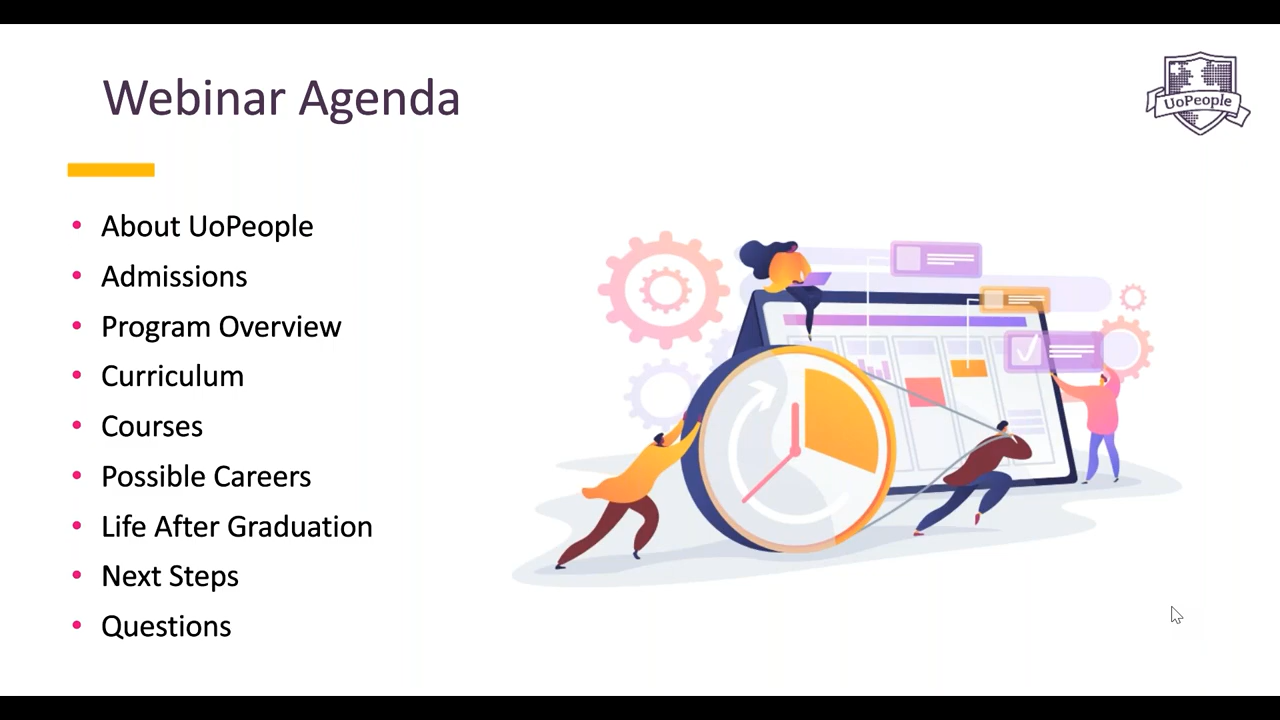 Webinar Agenda
UoPeople
• About UoPeople
• Admissions
• Program Overview
• Curriculum
• Courses
• Possible Careers
• Life After Graduation
• Next Steps
• Questions